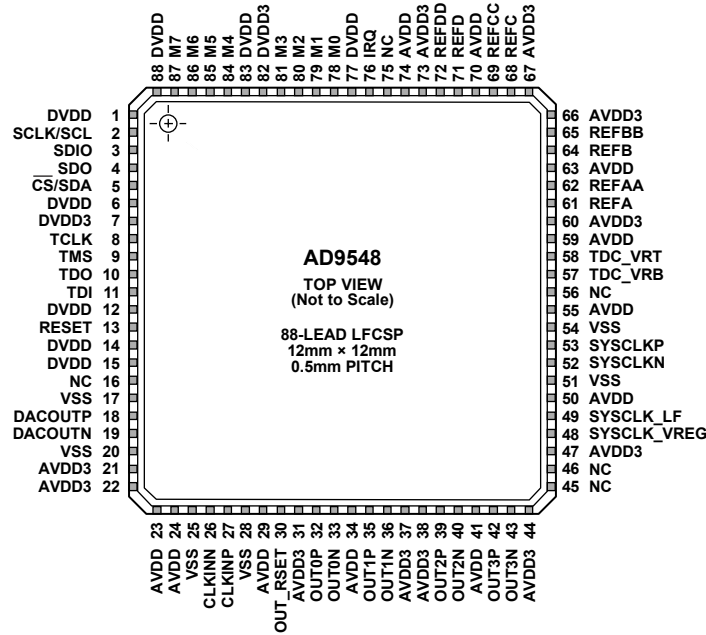 88 DVDD
87 M7
86 M6
85 M5
84 M4
83 DVDD
82 DVDD3
81 M3
80 M2
79 M1
78 M0
77 DVDD
76 IRQ
75 NC
74 AVDD
73 AVDD3
72 REFDD
71 REFD
70 AVDD
69 REFCC
68 REFC
67 AVDD3
DVDD 1
SCLK/SCL 2
SDIO 3
SDO 4
C̅S̅/SDA 5
DVDD 6
DVDD3 7
TCLK 8
TMS 9
TDO 10
TDI 11
DVDD 12
RESET 13
DVDD 14
DVDD 15
NC 16
VSS 17
DACOUTP 18
DACOUTN 19
VSS 20
AVDD3 21
AVDD3 22
AD9548
TOP VIEW
(Not to Scale)
88-LEAD LFCSP
12mm × 12mm
0.5mm PITCH
66 AVDD3
65 REFBB
64 REFB
63 AVDD
62 REFAA
61 REFA
60 AVDD3
59 AVDD
58 TDC_VRT
57 TDC_VRB
56 NC
55 AVDD
54 VSS
53 SYSCLKP
52 SYSCLKN
51 VSS
50 AVDD
49 SYSCLK_LF
48 SYSCLK_VREG
47 AVDD3
46 NC
45 NC
AVDD 23
AVDD 24
VSS 25
CLKINN 26
CLKINP 27
VSS 28
AVDD 29
OUT_RSET 30
AVDD3 31
OUT0P 32
OUT0N 33
AVDD 34
OUT1P 35
OUT1N 36
AVDD3 37
AVDD3 38
OUT2P 39
OUT2N 40
AVDD 41
OUT3P 42
OUT3N 43
AVDD3 44